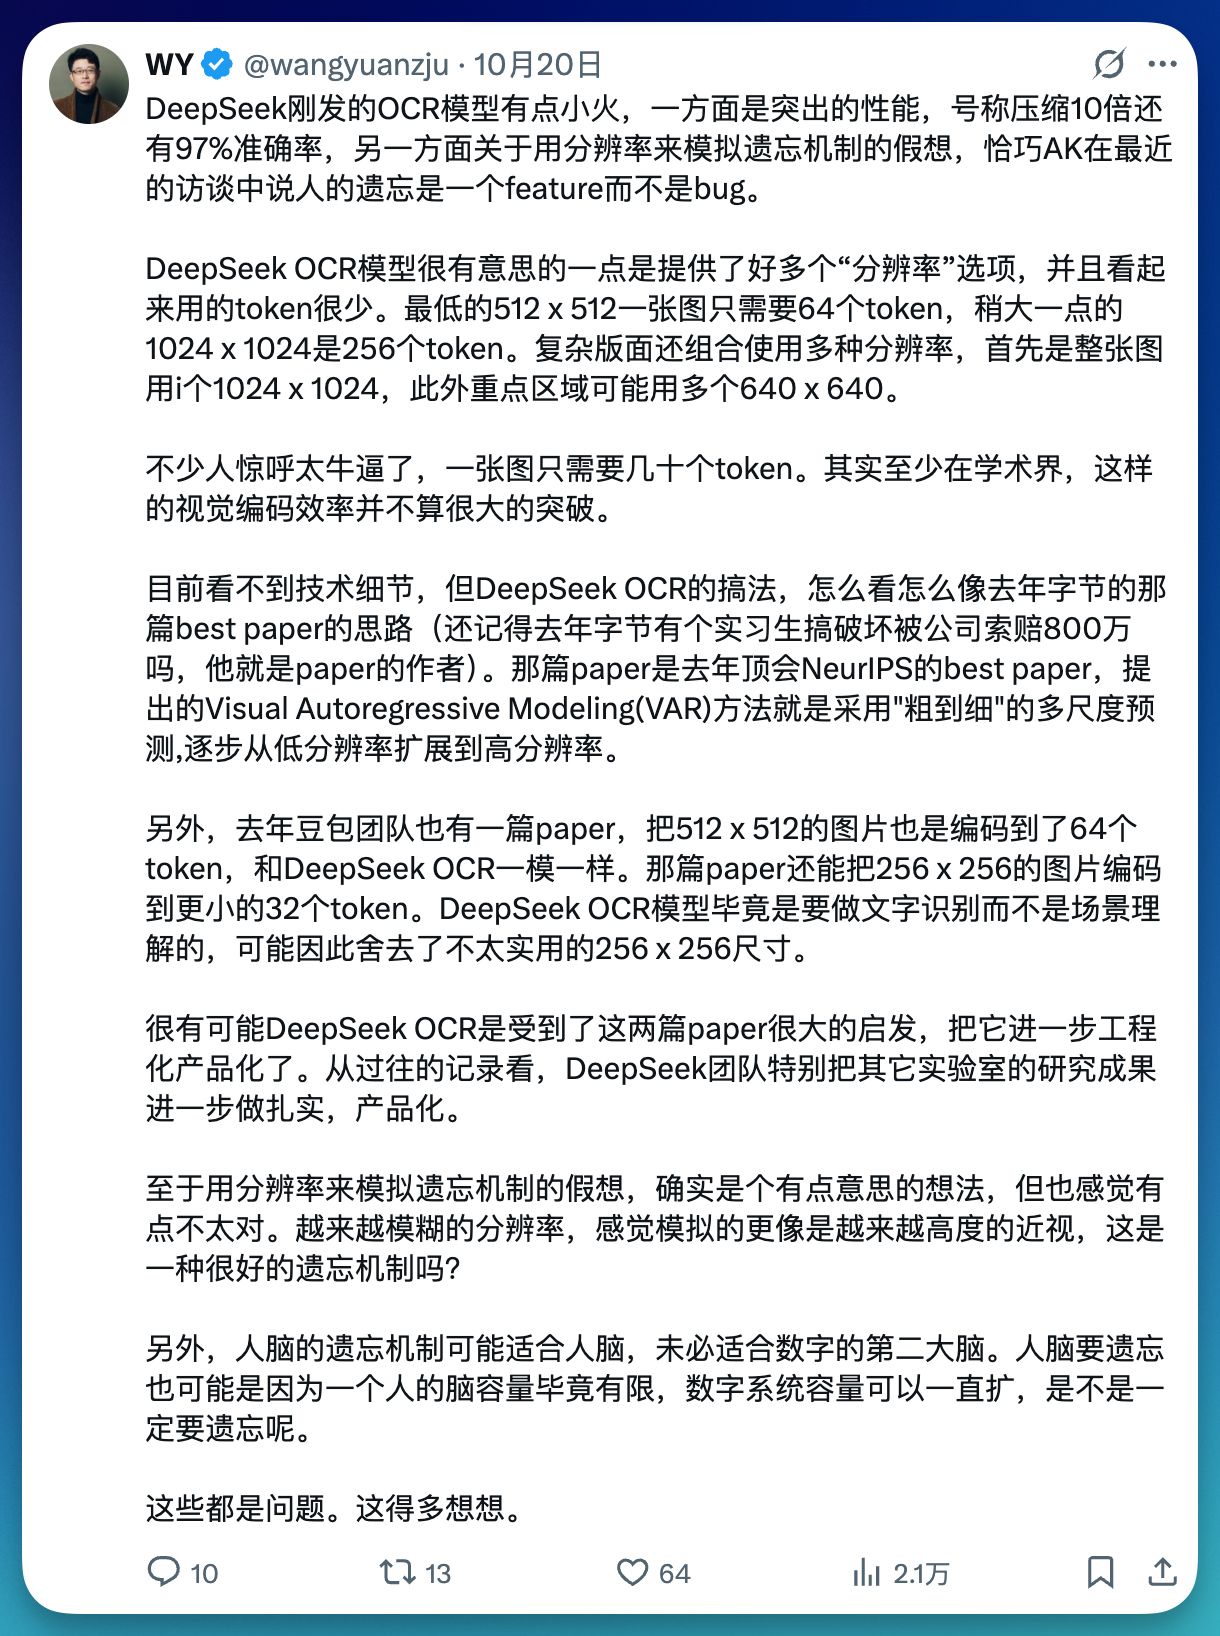 WY @wangyuanzju · 10月20日
DeepSeek刚发的OCR模型有点小火，一方面是突出的性能，号称压缩10倍还
有97%准确率，另一方面关于用分辨率来模拟遗忘机制的假想，恰巧AK在最近
的访谈中说人的遗忘是一个feature而不是bug。
DeepSeek OCR模型很有意思的一点是提供了好多个“分辨率”选项，并且看起
来用的token很少。最低的512 x 512一张图只需要64个token，稍大一点的
1024 x 1024是256个token。复杂版面还组合使用多种分辨率，首先是整张图
用i个1024 x 1024，此外重点区域可能用多个640 x 640。
不少人惊呼太牛逼了，一张图只需要几十个token。其实至少在学术界，这样
的视觉编码效率并不算很大的突破。
目前看不到技术细节，但DeepSeek OCR的搞法，怎么看怎么像去年字节的那
篇best paper的思路（还记得去年字节有个实习生搞破坏被公司索赔800万
吗，他就是paper的作者）。那篇paper是去年顶会NeurIPS的best paper，提
出的Visual Autoregressive Modeling(VAR)方法就是采用"粗到细"的多尺度预
测,逐步从低分辨率扩展到高分辨率。
另外，去年豆包团队也有一篇paper，把512 x 512的图片也是编码到了64个
token，和DeepSeek OCR一模一样。那篇paper还能把256 x 256的图片编码
到更小的32个token。DeepSeek OCR模型毕竟是要做文字识别而不是场景理
解的，可能因此舍去了不太实用的256 x 256尺寸。
很有可能DeepSeek OCR是受到了这两篇paper很大的启发，把它进一步工程
化产品化了。从过往的记录看，DeepSeek团队特别把其它实验室的研究成果
进一步做扎实，产品化。
至于用分辨率来模拟遗忘机制的假想，确实是个有点意思的想法，但也感觉有
点不太对。越来越模糊的分辨率，感觉模拟的更像是越来越高度的近视，这是
一种很好的遗忘机制吗？
另外，人脑的遗忘机制可能适合人脑，未必适合数字的第二大脑。人脑要遗忘
也可能是因为一个人的脑容量毕竟有限，数字系统容量可以一直扩，是不是一
定要遗忘呢。
这些都是问题。这得多想想。
10 13 64 2.1万